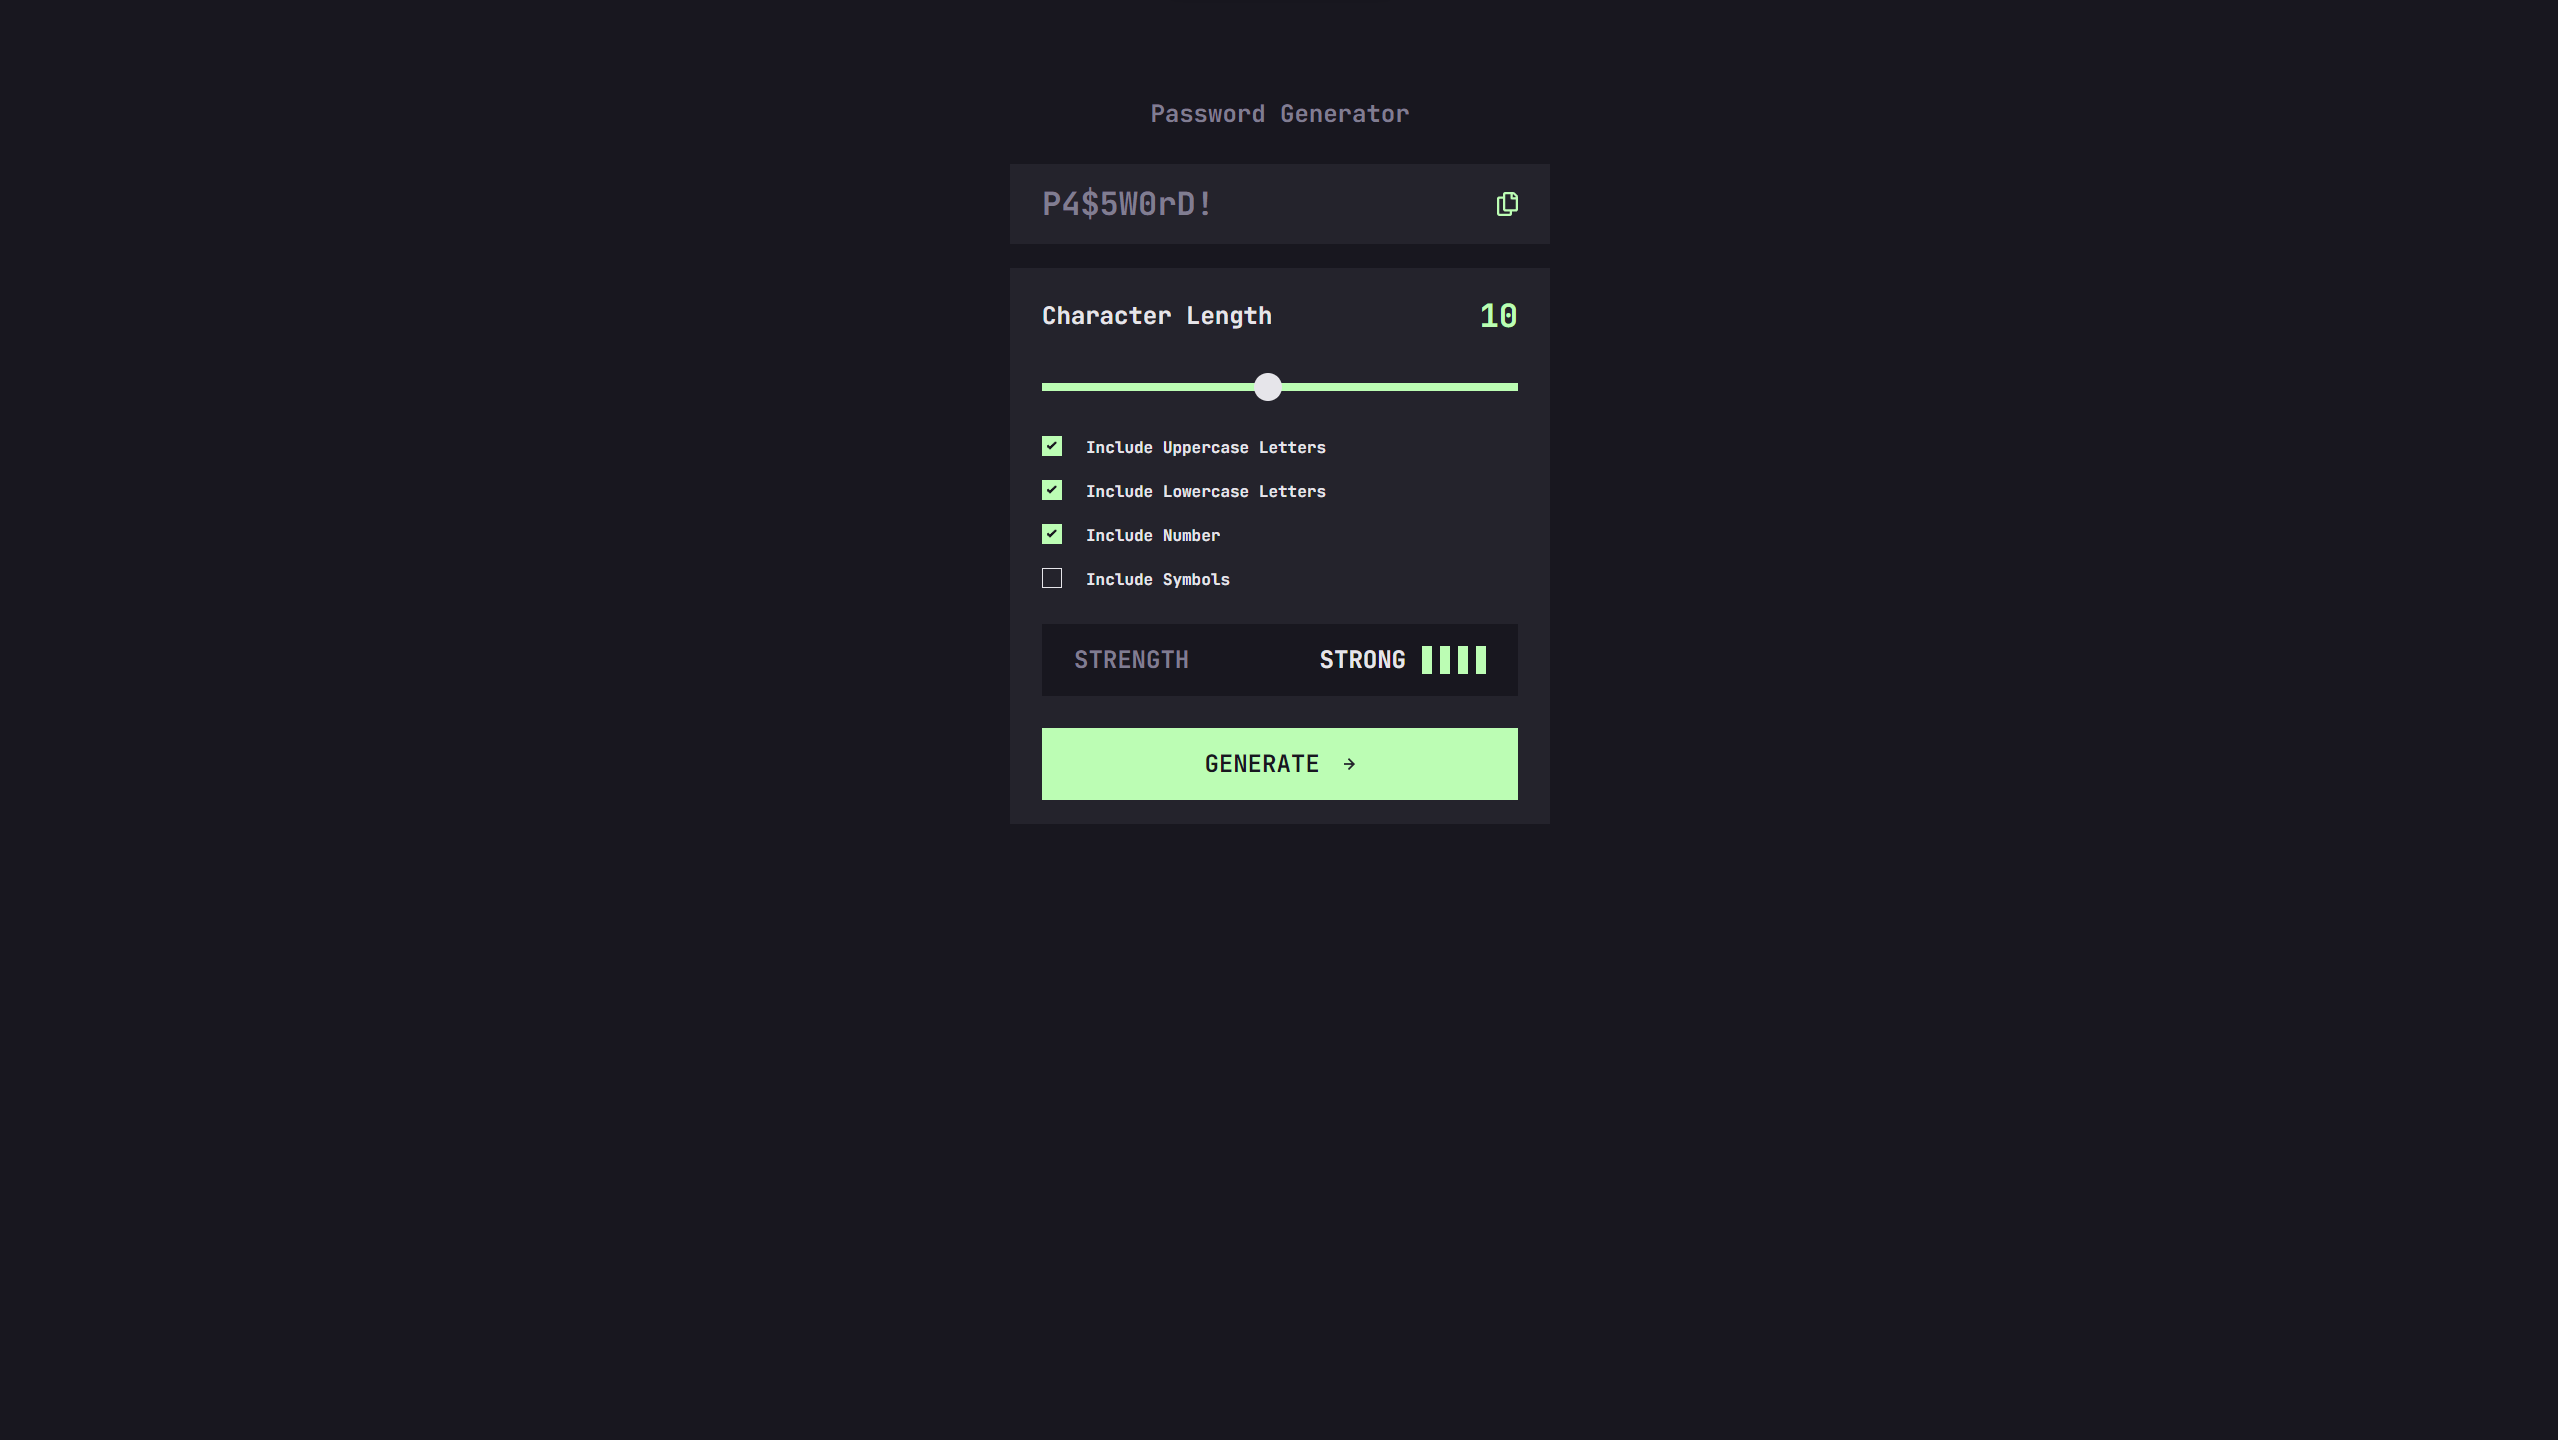 Password Generator
P4$5W0rD!
Character Length 10
Include Uppercase Letters
Include Lowercase Letters
Include Number
Include Symbols
STRENGTH STRONG
GENERATE →